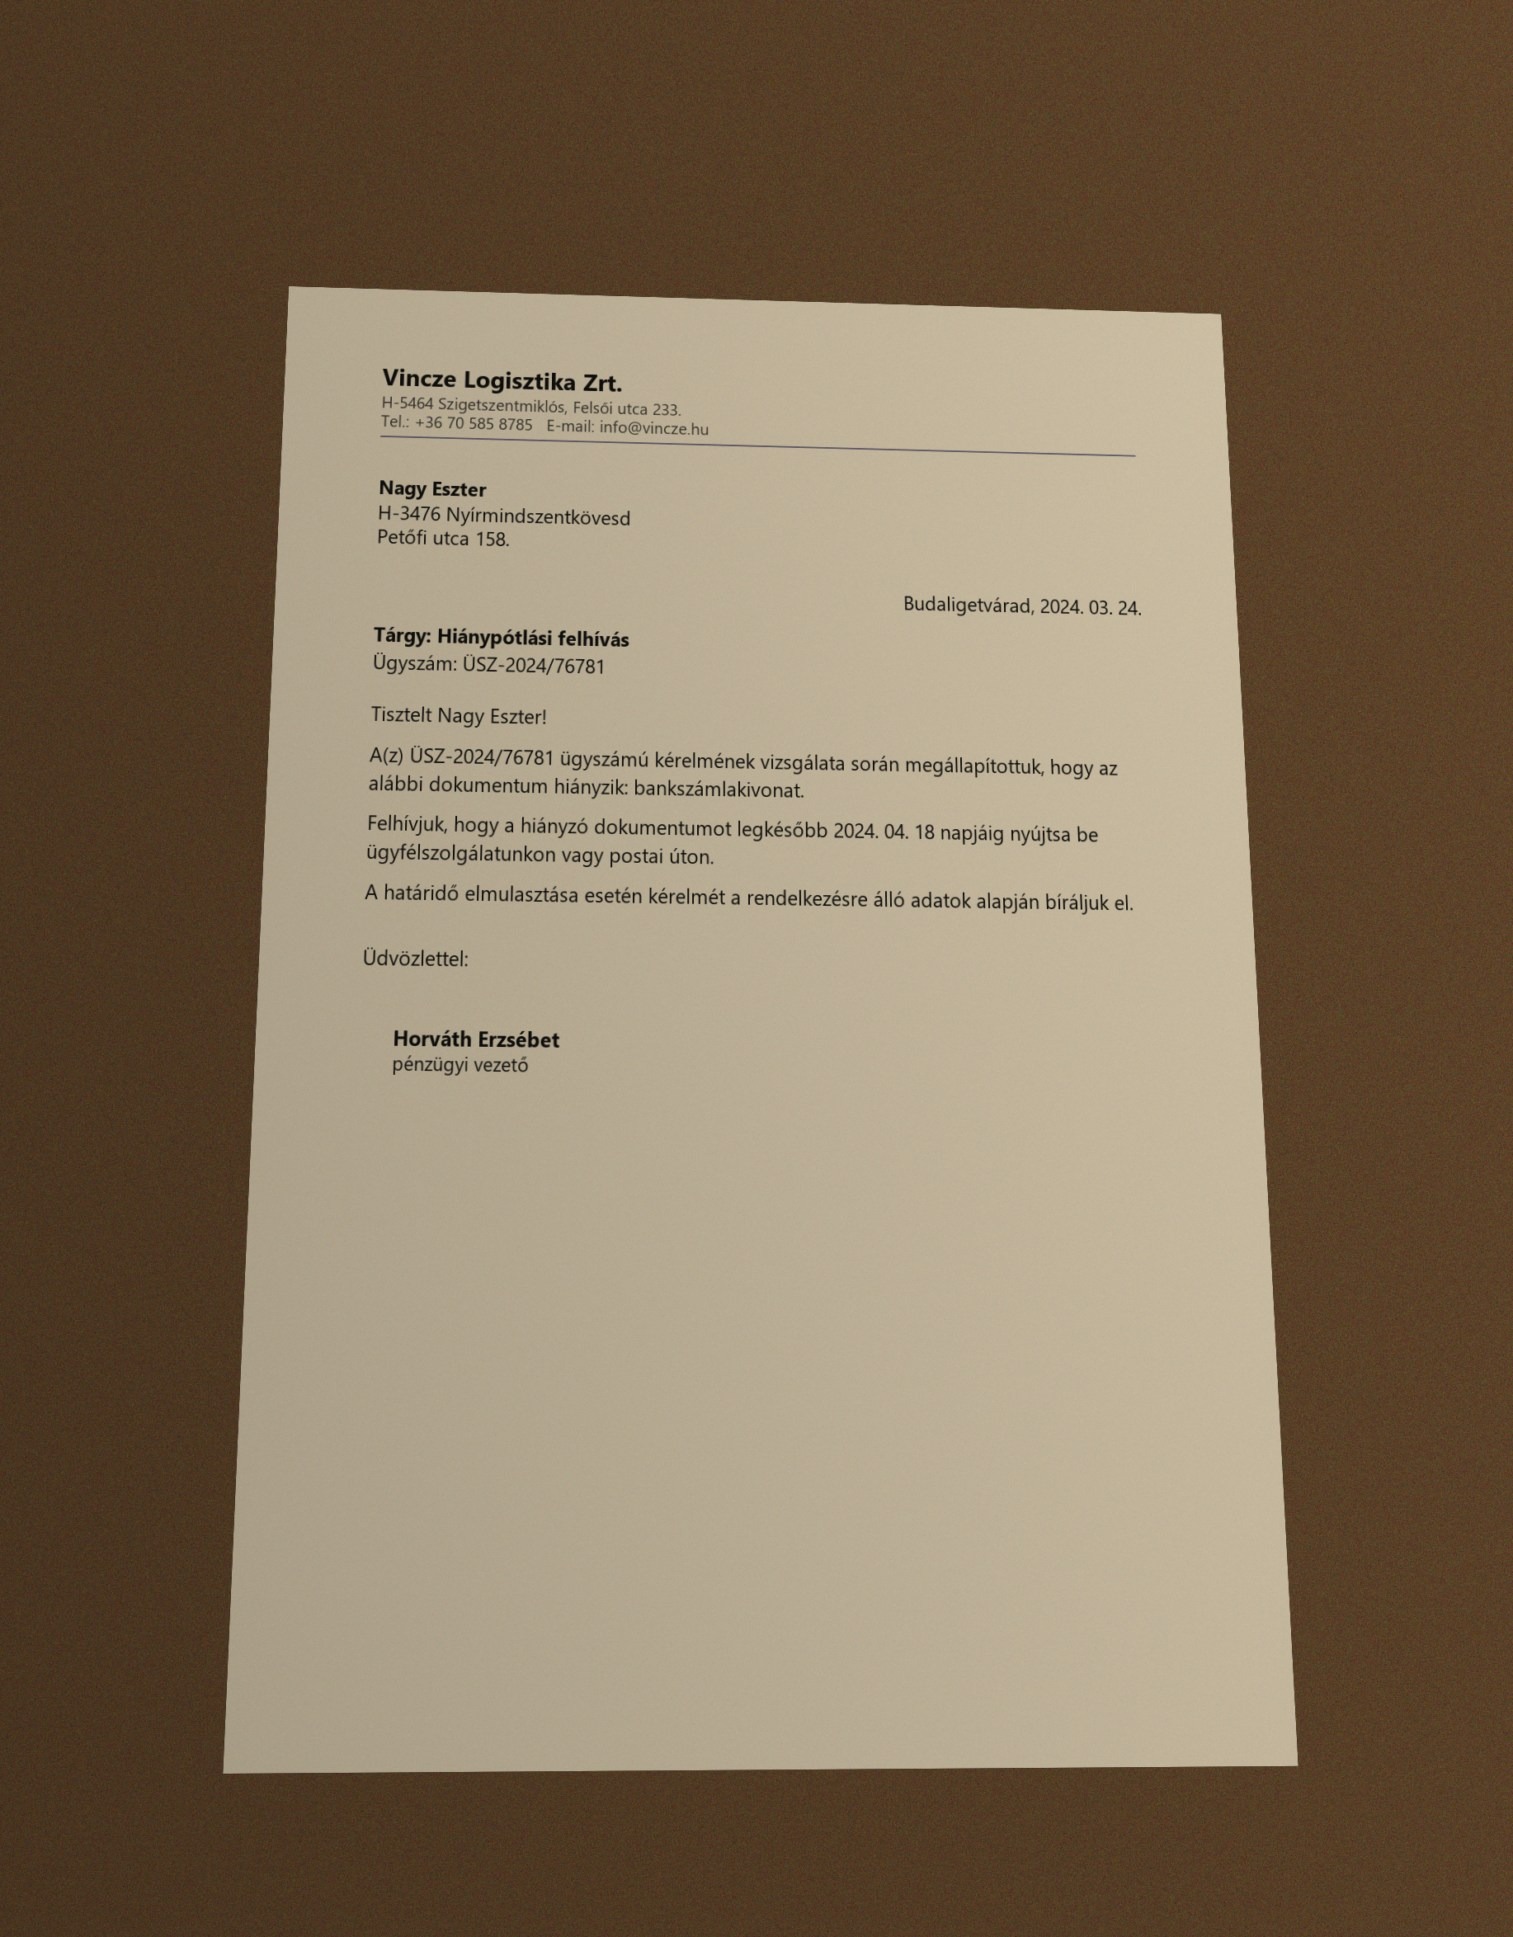 Vincze Logisztika Zrt.
H-5464 Szigetszentmiklós, Felsői utca 233.
Tel.: +36 70 585 8785   E-mail: info@vincze.hu
Nagy Eszter
H-3476 Nyírmindszentkövesd
Petőfi utca 158.
Budaligetvárad, 2024. 03. 24.
Tárgy: Hiánypótlási felhívás
Ügyszám: ÜSZ-2024/76781
Tisztelt Nagy Eszter!
A(z) ÜSZ-2024/76781 ügyszámú kérelmének vizsgálata során megállapítottuk, hogy az
alábbi dokumentum hiányzik: bankszámlakivonat.
Felhívjuk, hogy a hiányzó dokumentumot legkésőbb 2024. 04. 18 napjáig nyújtsa be
ügyfélszolgálatunkon vagy postai úton.
A határidő elmulasztása esetén kérelmét a rendelkezésre álló adatok alapján bíráljuk el.
Üdvözlettel:
Horváth Erzsébet
pénzügyi vezető